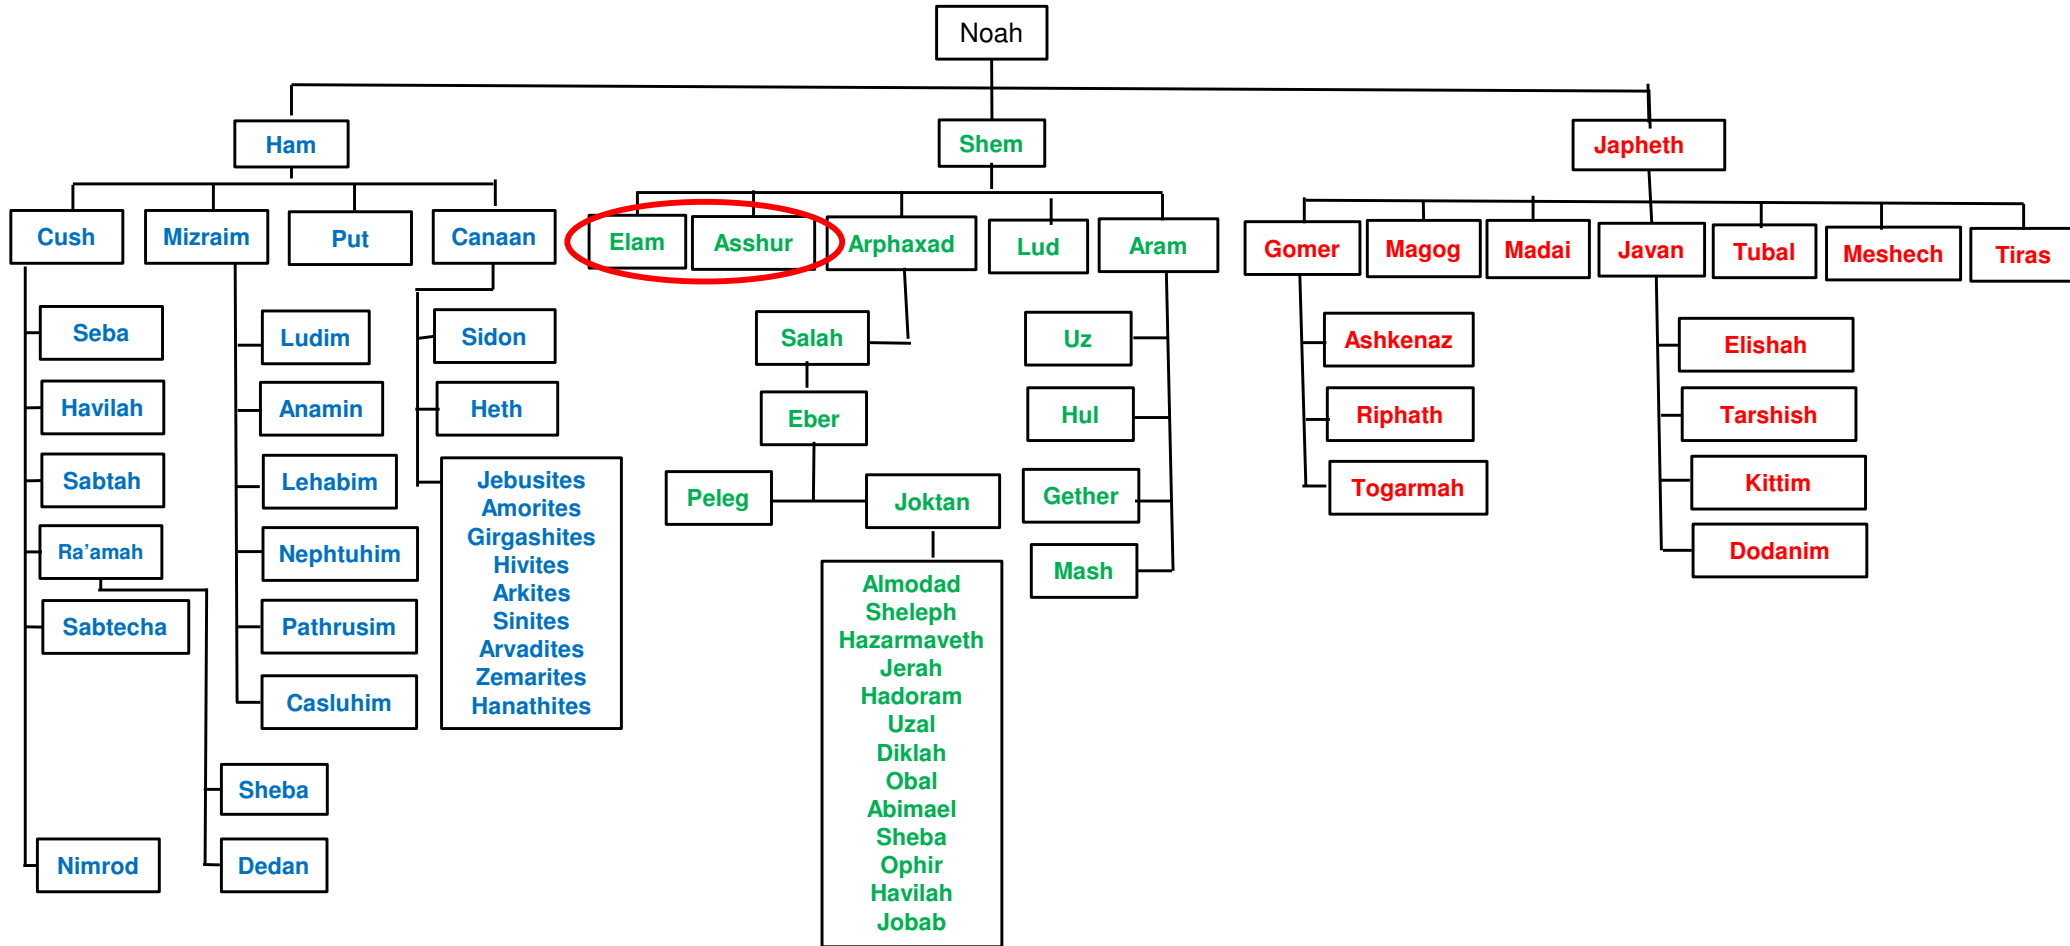 Noah
Ham
Shem
Japheth
Cush
Mizraim
Put
Canaan
Elam
Asshur
Arphaxad
Lud
Aram
Gomer
Magog
Madai
Javan
Tubal
Meshech
Tiras
Seba
Havilah
Sabtah
Ra’amah
Sabtecha
Nimrod
Sheba
Dedan
Ludim
Anamin
Lehabim
Nephtuhim
Pathrusim
Casluhim
Sidon
Heth
Jebusites
Amorites
Girgashites
Hivites
Arkites
Sinites
Arvadites
Zemarites
Hanathites
Salah
Eber
Peleg
Joktan
Almodad
Sheleph
Hazarmaveth
Jerah
Hadoram
Uzal
Diklah
Obal
Abimael
Sheba
Ophir
Havilah
Jobab
Uz
Hul
Gether
Mash
Ashkenaz
Riphath
Togarmah
Elishah
Tarshish
Kittim
Dodanim